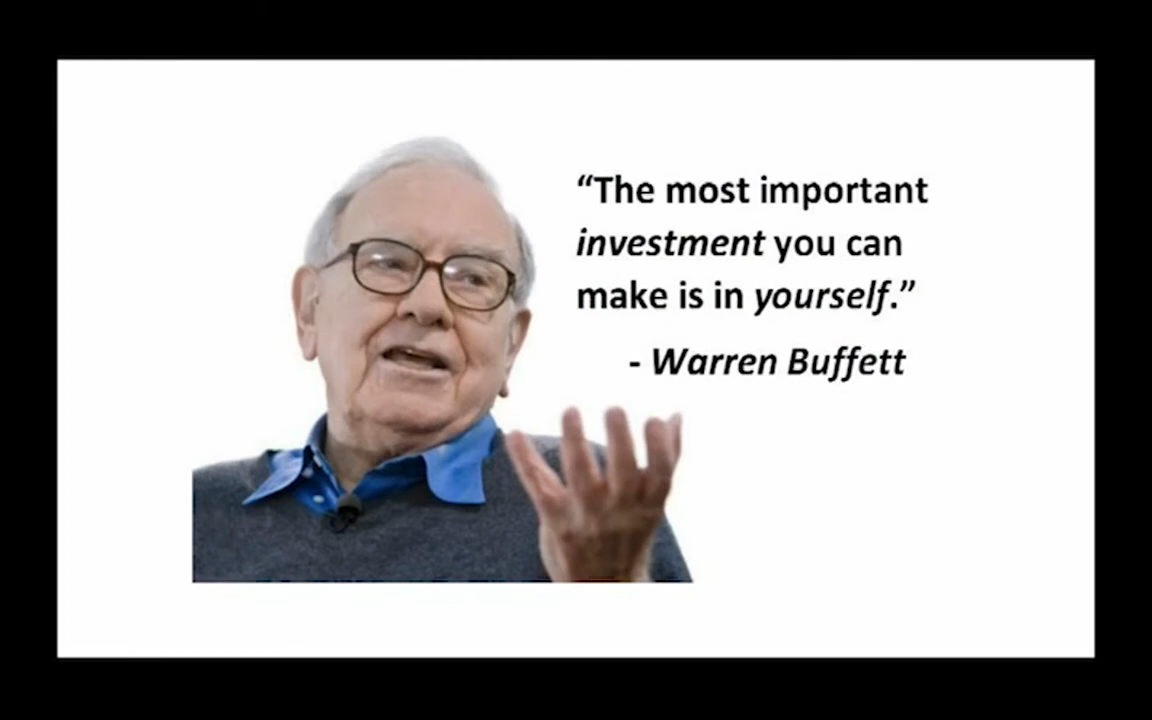 “The most important
investment you can
make is in yourself.”
- Warren Buffett